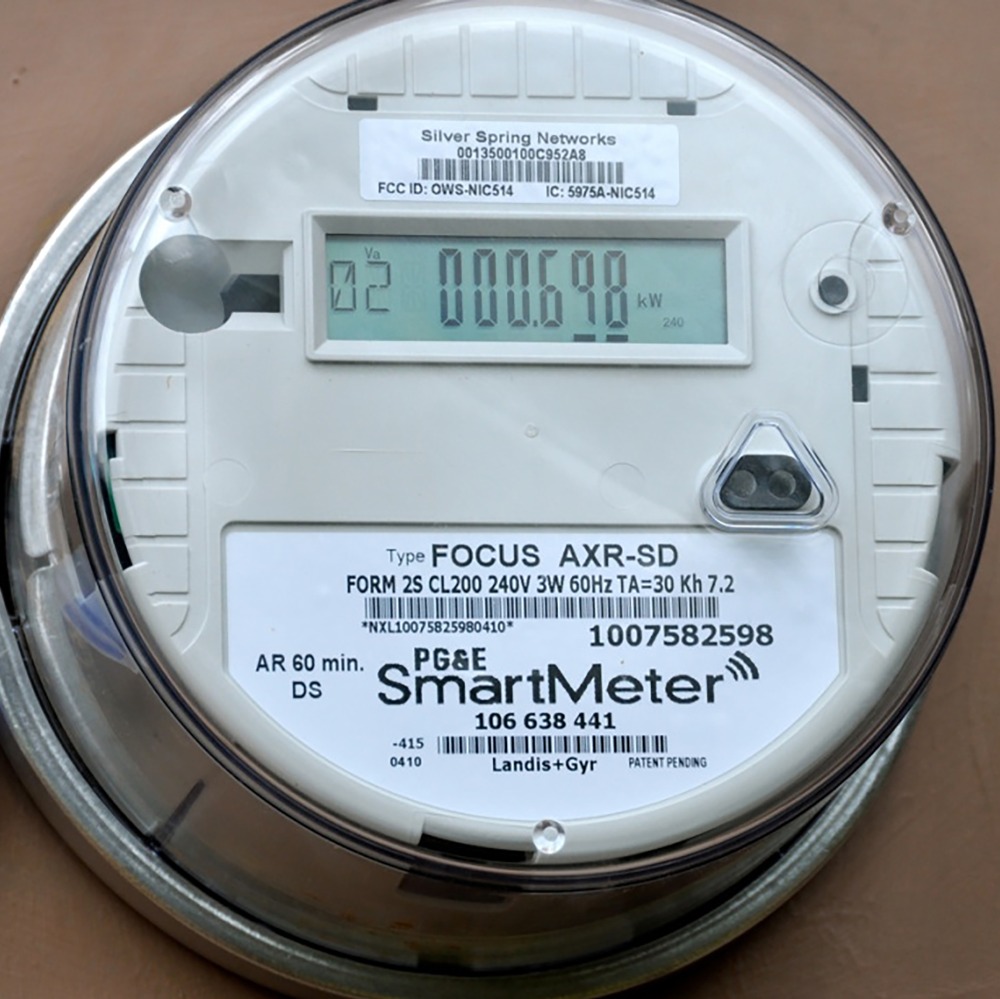 Silver Spring Networks
0013500100C952A8
FCC ID: OWS-NIC514 IC: 5975A-NIC514
Va
02 000.698 kW
240
Type FOCUS AXR-SD
FORM 2S CL200 240V 3W 60Hz TA=30 Kh 7.2
*NXL10075825980410*
1007582598
AR 60 min.
DS
PG&E
SmartMeter
106 638 441
-415
0410
Landis+Gyr PATENT PENDING